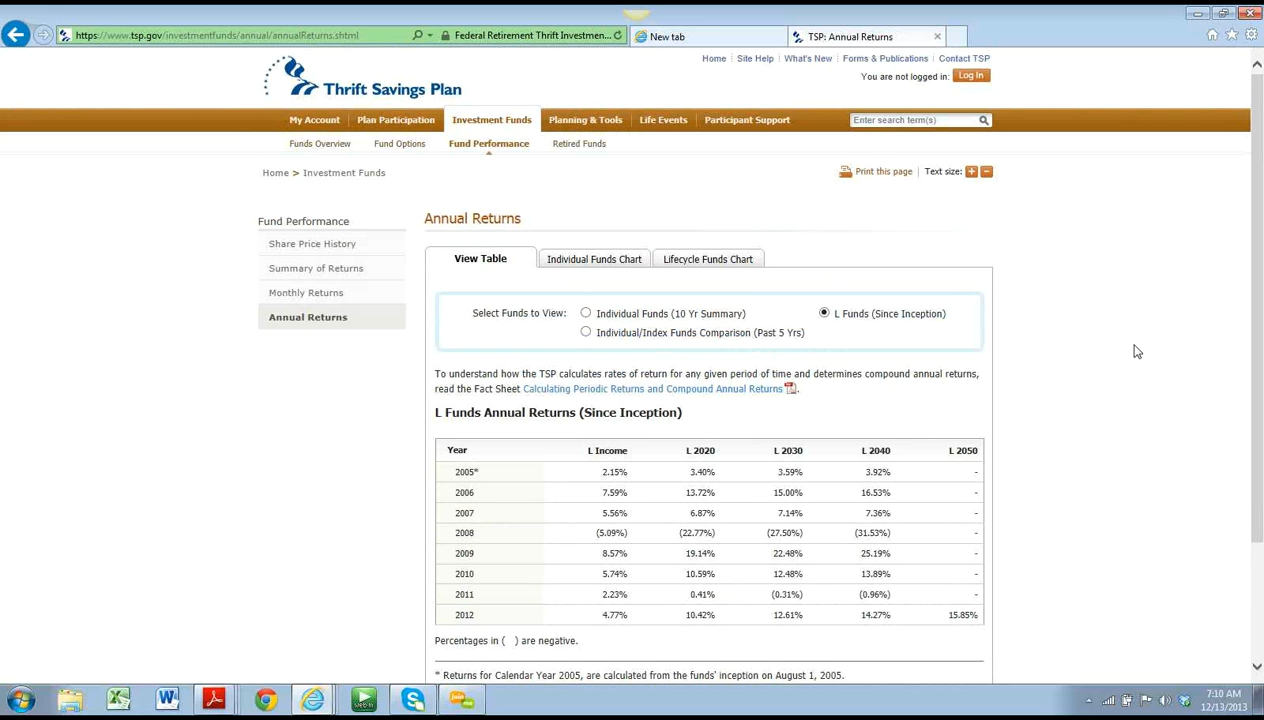 https://www.tsp.gov/investmentfunds/annual/annualReturns.shtml
Federal Retirement Thrift Investmen...
New tab
TSP: Annual Returns
Home Site Help What's New Forms & Publications Contact TSP
Thrift Savings Plan
You are not logged in: Log In
My Account Plan Participation Investment Funds Planning & Tools Life Events Participant Support Enter search term(s)
Funds Overview Fund Options Fund Performance Retired Funds
Home > Investment Funds
Print this page Text size: + −
Fund Performance
Share Price History
Summary of Returns
Monthly Returns
Annual Returns
Annual Returns
View Table Individual Funds Chart Lifecycle Funds Chart
Select Funds to View: Individual Funds (10 Yr Summary) L Funds (Since Inception)
Individual/Index Funds Comparison (Past 5 Yrs)
To understand how the TSP calculates rates of return for any given period of time and determines compound annual returns,
read the Fact Sheet Calculating Periodic Returns and Compound Annual Returns .
L Funds Annual Returns (Since Inception)
Year L Income L 2020 L 2030 L 2040 L 2050
2005* 2.15% 3.40% 3.59% 3.92% -
2006 7.59% 13.72% 15.00% 16.53% -
2007 5.56% 6.87% 7.14% 7.36% -
2008 (5.09%) (22.77%) (27.50%) (31.53%) -
2009 8.57% 19.14% 22.48% 25.19% -
2010 5.74% 10.59% 12.48% 13.89% -
2011 2.23% 0.41% (0.31%) (0.96%) -
2012 4.77% 10.42% 12.61% 14.27% 15.85%
Percentages in ( ) are negative.
* Returns for Calendar Year 2005, are calculated from the funds' inception on August 1, 2005.
7:10 AM
12/13/2013